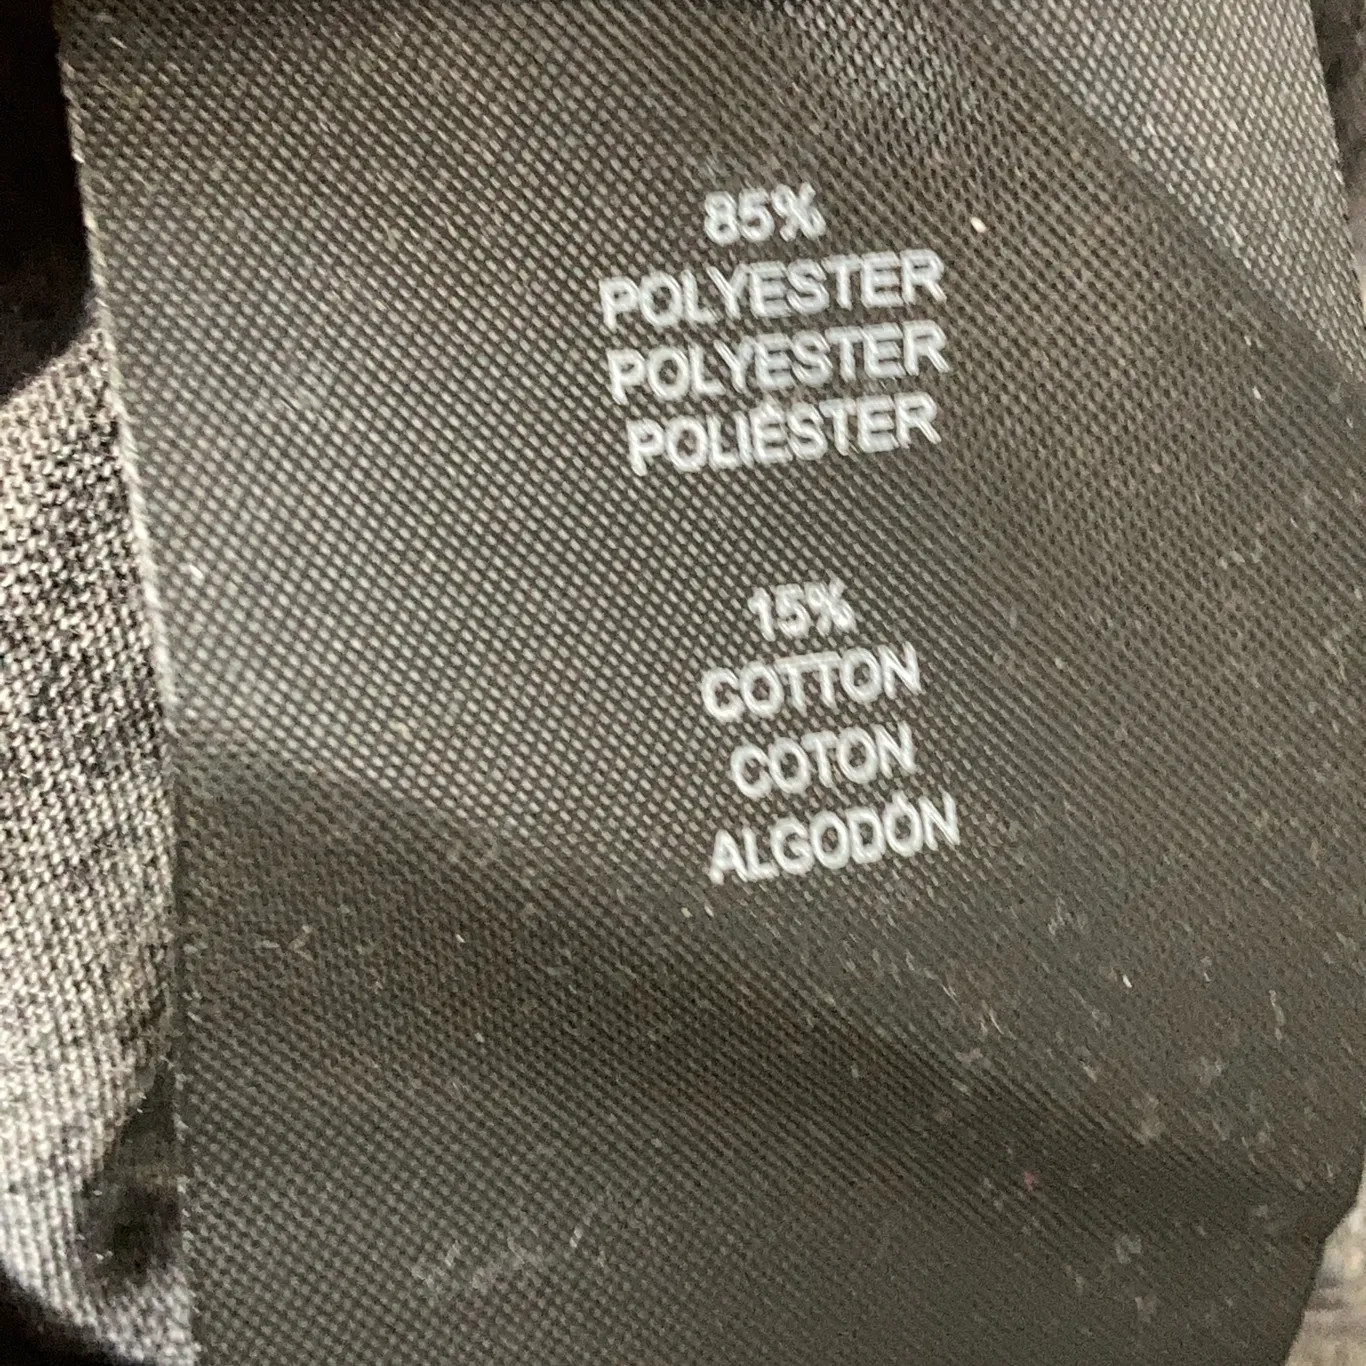 85%
POLYESTER
POLYESTER
POLIÉSTER
15%
COTTON
COTON
ALGODÓN